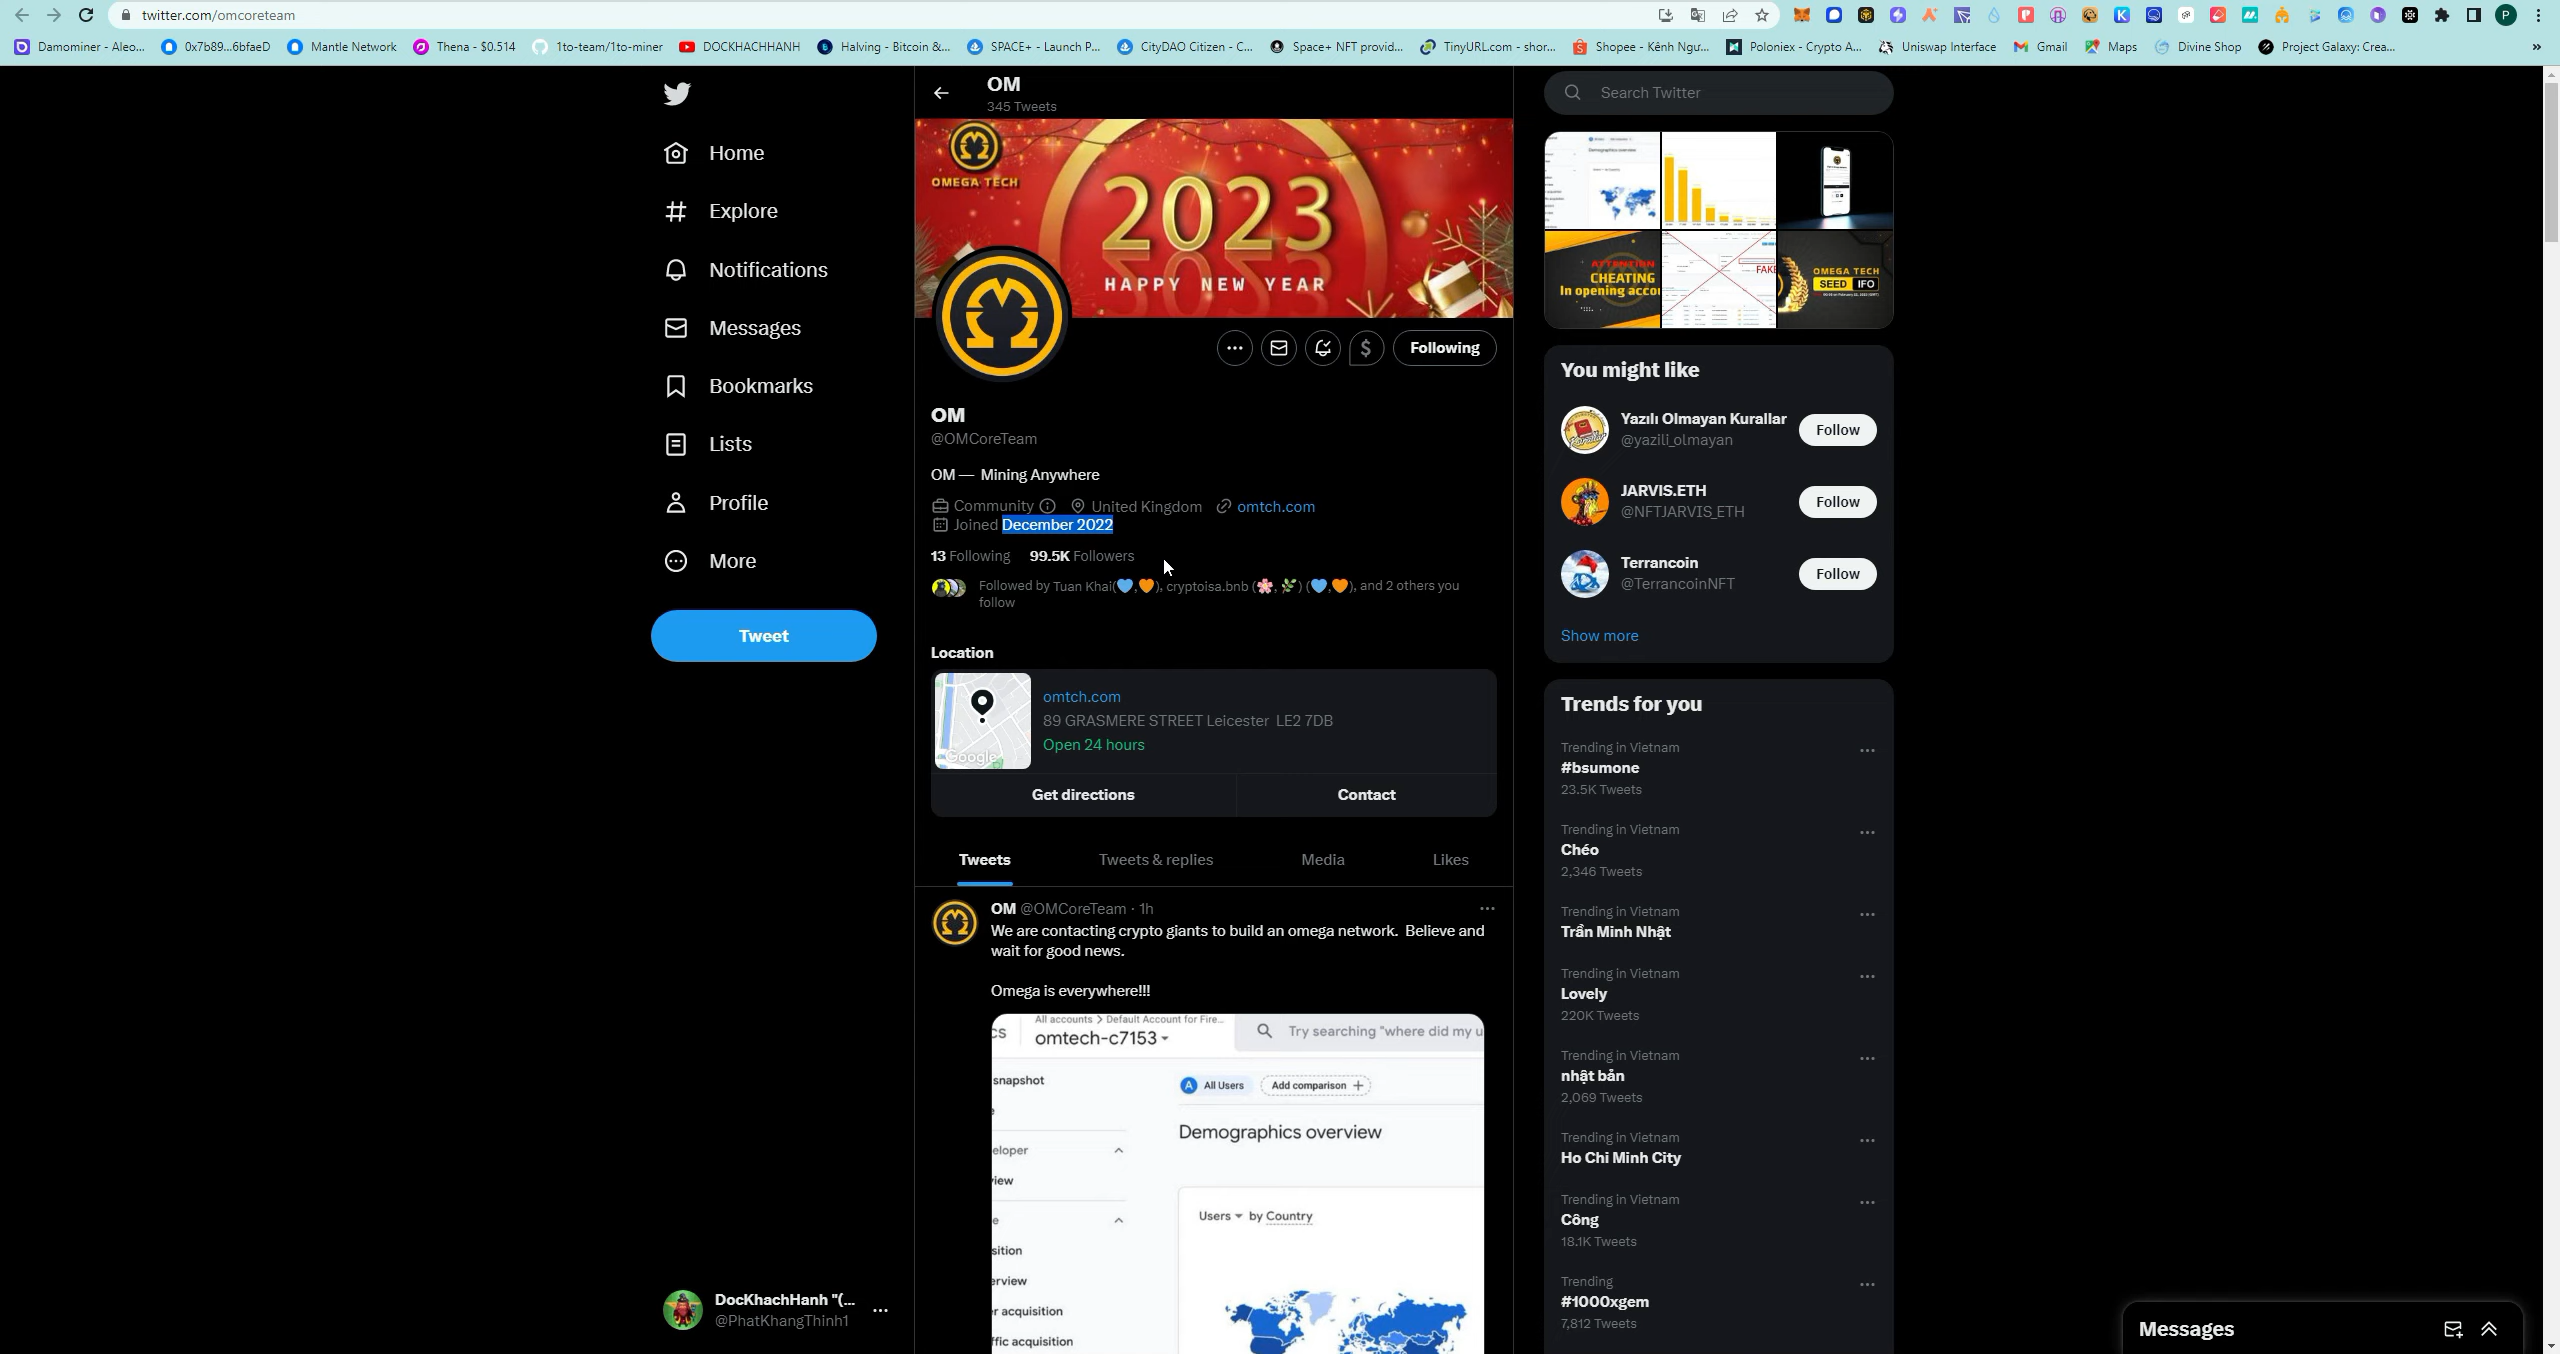 twitter.com/omcoreteam
P
Damominer - Aleo...
0x7b89...6bfaeD
Mantle Network
Thena - $0.514
1to-team/1to-miner
DOCKHACHHANH
Halving - Bitcoin &...
SPACE+ - Launch P...
CityDAO Citizen - C...
Space+ NFT provid...
TinyURL.com - shor...
Shopee - Kênh Ngư...
Poloniex - Crypto A...
Uniswap Interface
Gmail
Maps
Divine Shop
Project Galaxy: Crea...
Home
Explore
Notifications
Messages
Bookmarks
Lists
Profile
More
Tweet
DocKhachHanh "(...
@PhatKhangThinh1
OM
345 Tweets
OMEGA TECH
2023
HAPPY NEW YEAR
Following
OM
@OMCoreTeam
OM — Mining Anywhere
Community
United Kingdom
omtch.com
Joined December 2022
13 Following 99.5K Followers
Followed by Tuan Khai(💙,🧡), cryptoisa.bnb (🌸, 🌿) (💙,🧡), and 2 others you
follow
Location
Google
omtch.com
89 GRASMERE STREET Leicester LE2 7DB
Open 24 hours
Get directions
Contact
Tweets
Tweets & replies
Media
Likes
OM @OMCoreTeam · 1h
We are contacting crypto giants to build an omega network. Believe and
wait for good news.
Omega is everywhere!!!
All accounts > Default Account for Fire...
cs
omtech-c7153
Try searching "where did my u
snapshot
A All Users
Add comparison +
e
Demographics overview
eloper
iew
Users by Country
e
sition
erview
r acquisition
ffic acquisition
Search Twitter
Demographics overview
ATTENTION
CHEATING
In opening accou
FAKE
OMEGA TECH
SEED IFO
You might like
Yazılı Olmayan Kurallar
@yazili_olmayan
Follow
JARVIS.ETH
@NFTJARVIS_ETH
Follow
Terrancoin
@TerrancoinNFT
Follow
Show more
Trends for you
Trending in Vietnam
#bsumone
23.5K Tweets
Trending in Vietnam
Chéo
2,346 Tweets
Trending in Vietnam
Trần Minh Nhật
Trending in Vietnam
Lovely
220K Tweets
Trending in Vietnam
nhật bản
2,069 Tweets
Trending in Vietnam
Ho Chi Minh City
Trending in Vietnam
Công
18.1K Tweets
Trending
#1000xgem
7,812 Tweets
Messages